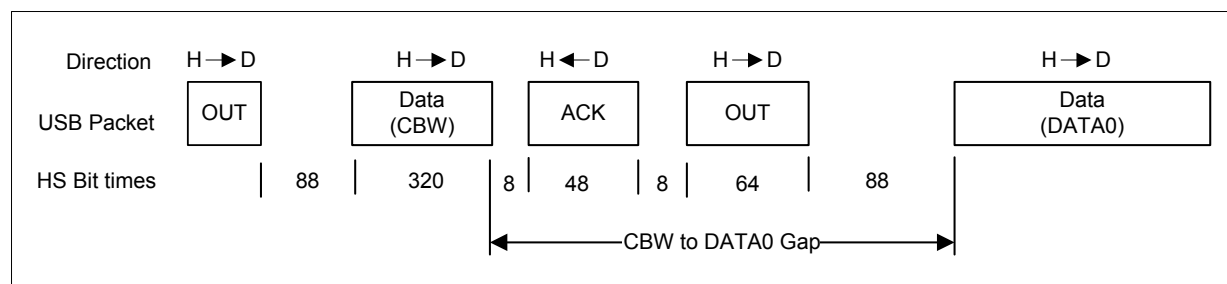 Direction H → D H → D H ← D H → D H → D
USB Packet OUT Data (CBW) ACK OUT Data (DATA0)
HS Bit times 88 320 8 48 8 64 88
CBW to DATA0 Gap